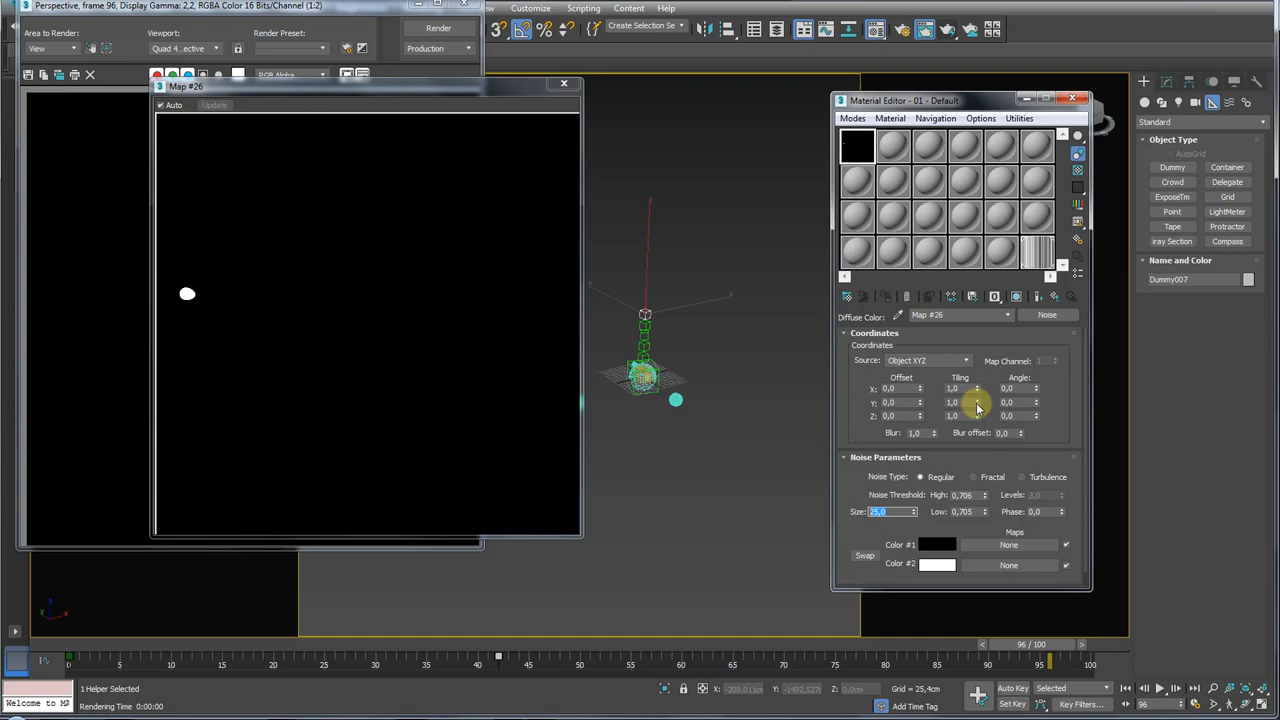 Perspective, frame 96, Display Gamma: 2,2, RGBA Color 16 Bits/Channel (1:2)
Customize Scripting Content Help
Area to Render: Viewport: Render Preset: Render
View Quad 4...ective Production
Create Selection Se
RGB Alpha
Map #26
Auto Update
Material Editor - 01 - Default
Modes Material Navigation Options Utilities
Diffuse Color: Map #26 Noise
Coordinates
Coordinates
Source: Object XYZ Map Channel: 1
Offset Tiling Angle:
X: 0,0 1,0 0,0
Y: 0,0 1,0 0,0
Z: 0,0 1,0 0,0
Blur: 1,0 Blur offset: 0,0
Noise Parameters
Noise Type: Regular Fractal Turbulence
Noise Threshold: High: 0,706 Levels: 3,0
Size: 25,0 Low: 0,705 Phase: 0,0
Maps
Color #1 None
Swap
Color #2 None
Standard
Object Type
AutoGrid
Dummy Container
Crowd Delegate
ExposeTm Grid
Point LightMeter
Tape Protractor
iray Section Compass
Name and Color
Dummy007
96 / 100
0 5 10 15 20 25 30 35 40 45 50 55 60 65 70 75 80 85 90 95 100
1 Helper Selected
X: -208,011cm Y: -1492,527c Z: 0,0cm Grid = 25,4cm
Auto Key Selected
Welcome to MA
Rendering Time 0:00:00
Add Time Tag
Set Key Key Filters... 96